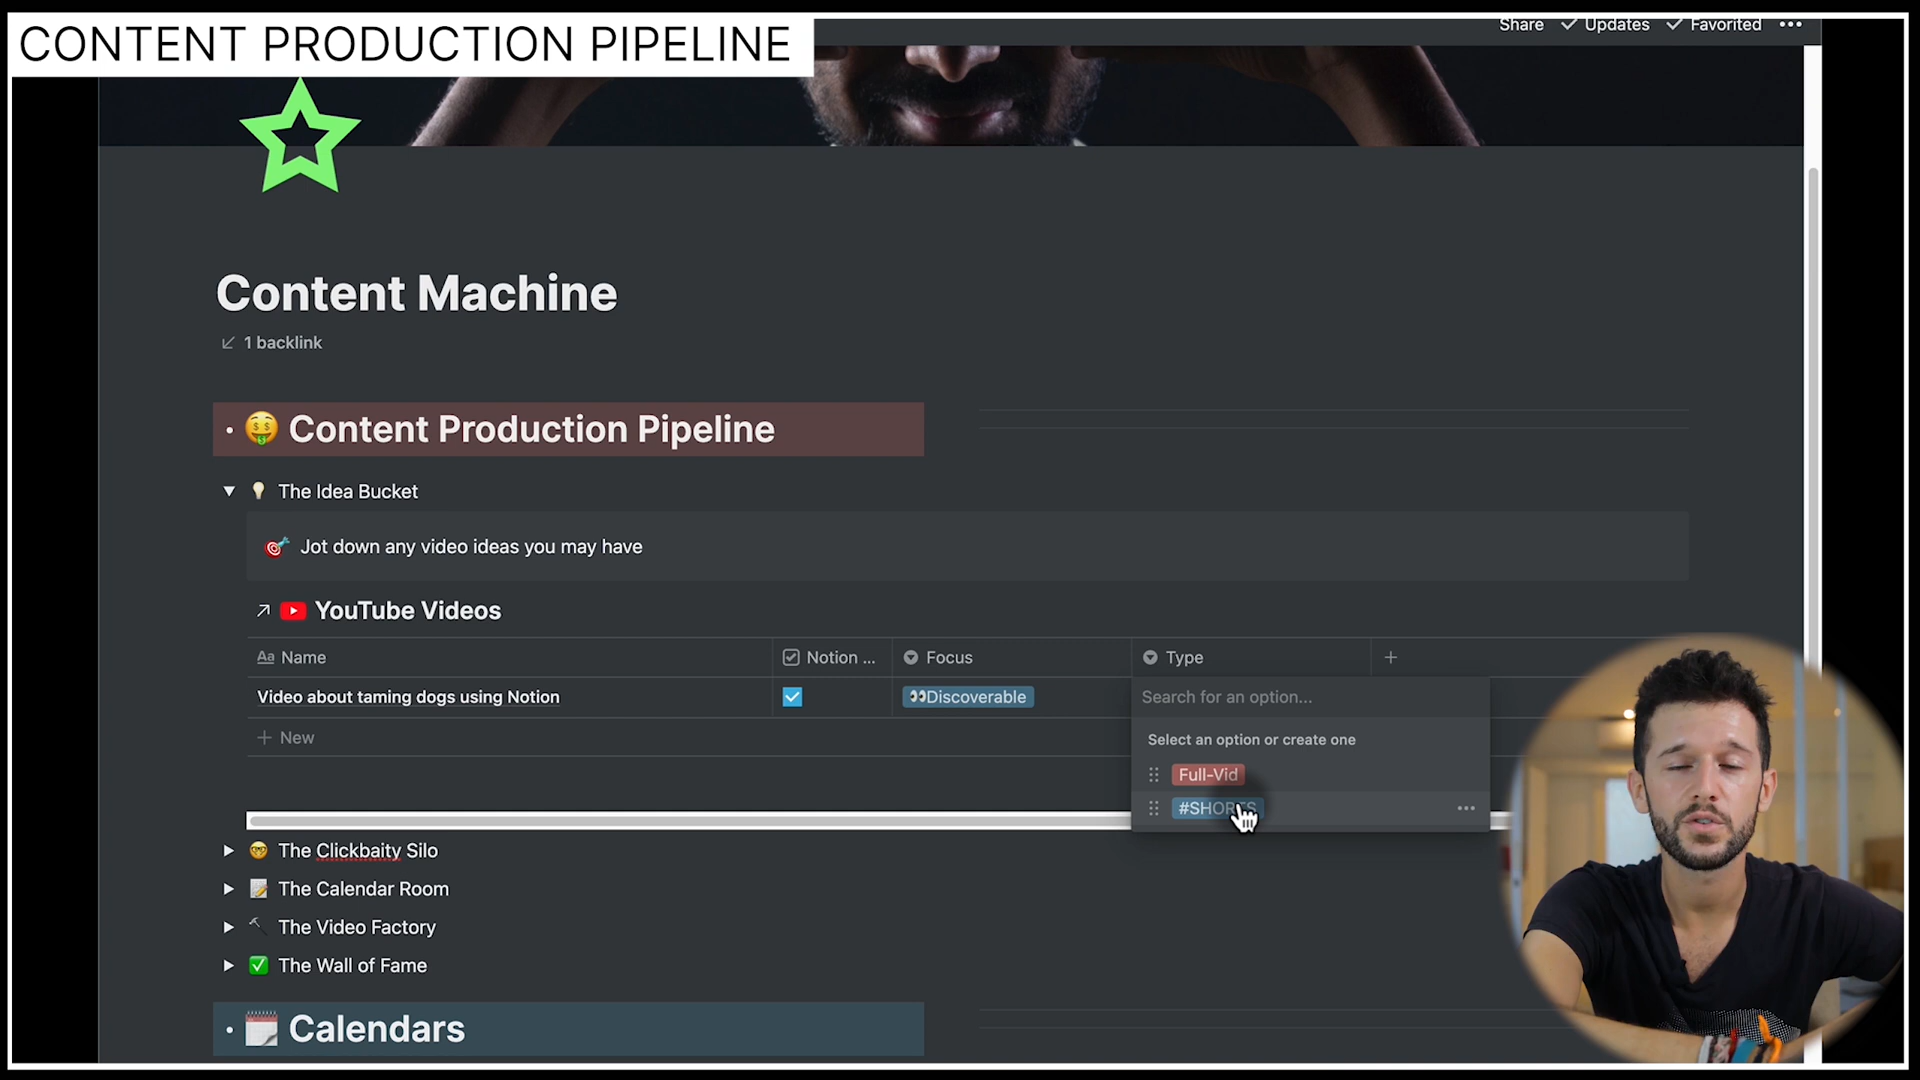 CONTENT PRODUCTION PIPELINE
Share ✓ Updates ✓ Favorited
Content Machine
1 backlink
• Content Production Pipeline
The Idea Bucket
Jot down any video ideas you may have
YouTube Videos
Aa Name Notion ... Focus Type
Video about taming dogs using Notion 👀Discoverable Search for an option...
+ New
Select an option or create one
Full-Vid
#SHORTS
The Clickbaity Silo
The Calendar Room
The Video Factory
The Wall of Fame
• Calendars